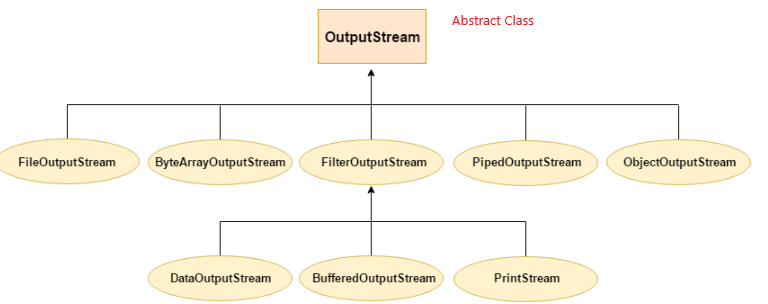 Abstract Class
OutputStream
FileOutputStream
ByteArrayOutputStream
FilterOutputStream
PipedOutputStream
ObjectOutputStream
DataOutputStream
BufferedOutputStream
PrintStream